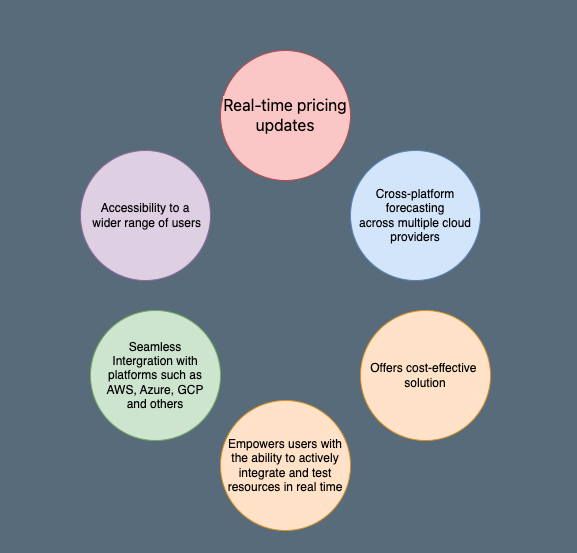 Real-time pricing
updates
Accessibility to a
wider range of users
Cross-platform
forecasting
across multiple cloud
providers
Seamless
Intergration with
platforms such as
AWS, Azure, GCP
and others
Offers cost-effective
solution
Empowers users with
the ability to actively
integrate and test
resources in real time